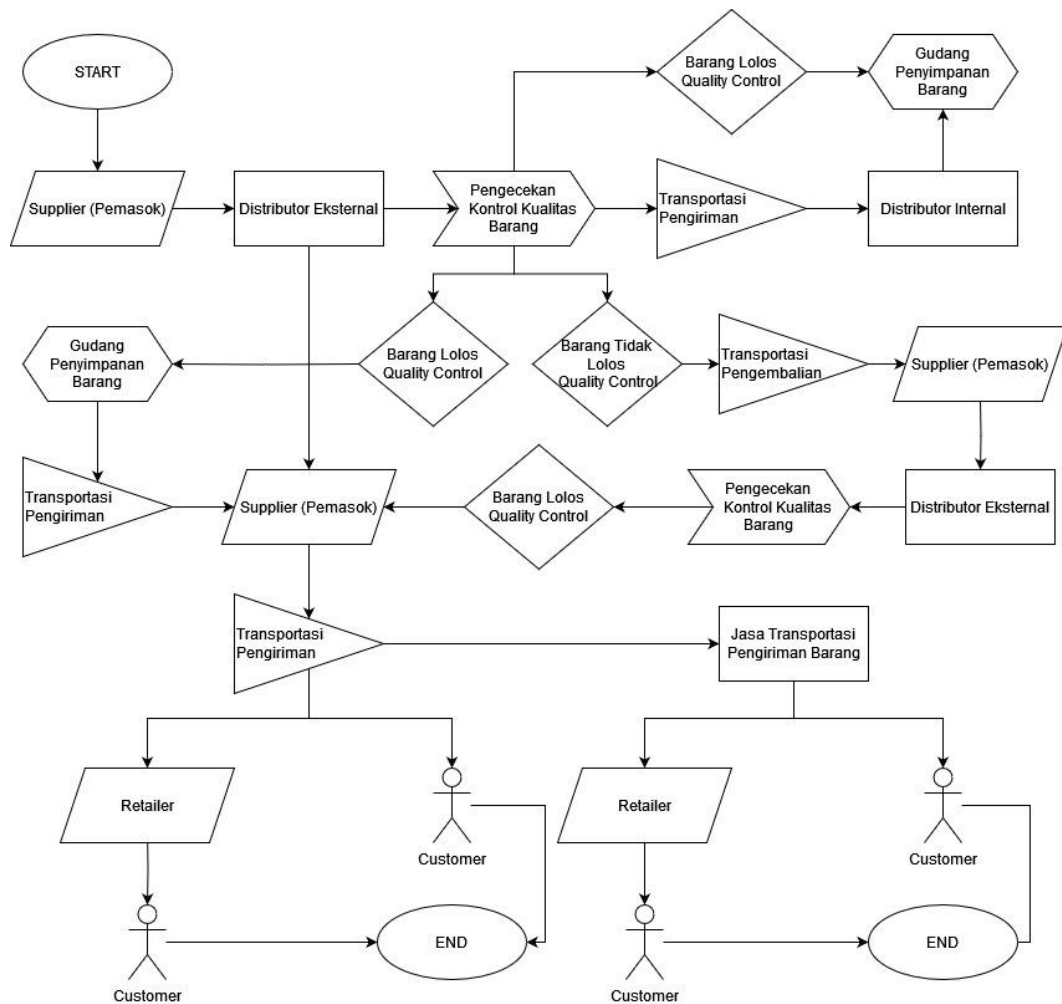 START
Barang Lolos
Quality Control
Gudang
Penyimpanan
Barang
Supplier (Pemasok)
Distributor Eksternal
Pengecekan
Kontrol Kualitas
Barang
Transportasi
Pengiriman
Distributor Internal
Gudang
Penyimpanan
Barang
Barang Lolos
Quality Control
Barang Tidak
Lolos
Quality Control
Transportasi
Pengembalian
Supplier (Pemasok)
Transportasi
Pengiriman
Supplier (Pemasok)
Barang Lolos
Quality Control
Pengecekan
Kontrol Kualitas
Barang
Distributor Eksternal
Transportasi
Pengiriman
Jasa Transportasi
Pengiriman Barang
Retailer
Customer
Retailer
Customer
Customer
END
Customer
END